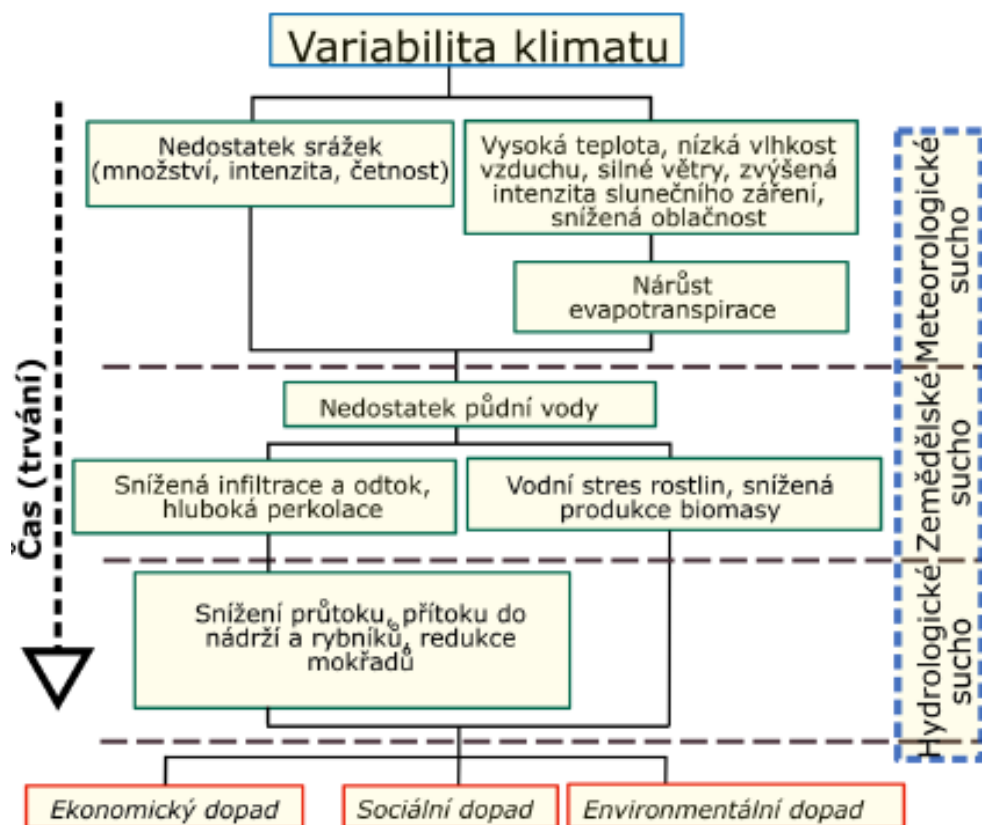 Variabilita klimatu
Nedostatek srážek
(množství, intenzita, četnost)
Vysoká teplota, nízká vlhkost
vzduchu, silné větry, zvýšená
intenzita slunečního záření,
snížená oblačnost
Nárůst
evapotranspirace
Meteorologické
sucho
Čas (trvání)
Nedostatek půdní vody
Snížená infiltrace a odtok,
hluboká perkolace
Vodní stres rostlin, snížená
produkce biomasy
Zemědělské
sucho
Snížení průtoku, přítoku do
nádrží a rybníků, redukce
mokřadů
Hydrologické
sucho
Ekonomický dopad
Sociální dopad
Environmentální dopad